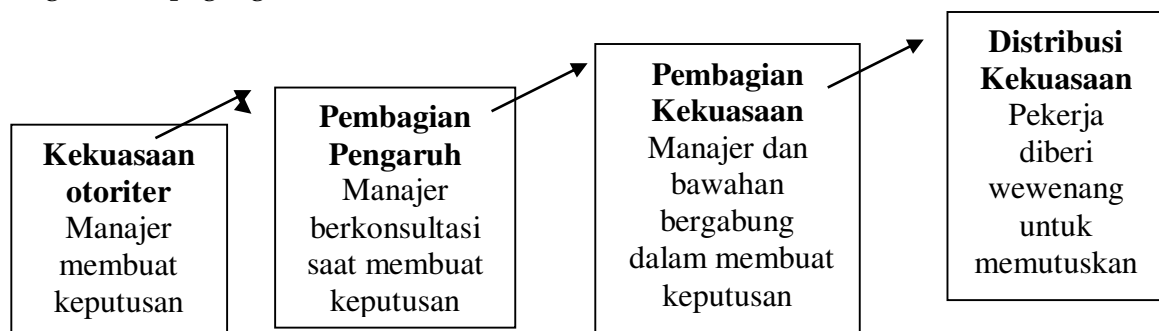 Kekuasaan
otoriter
Manajer
membuat
keputusan
Pembagian
Pengaruh
Manajer
berkonsultasi
saat membuat
keputusan
Pembagian
Kekuasaan
Manajer dan
bawahan
bergabung
dalam membuat
keputusan
Distribusi
Kekuasaan
Pekerja
diberi
wewenang
untuk
memutuskan